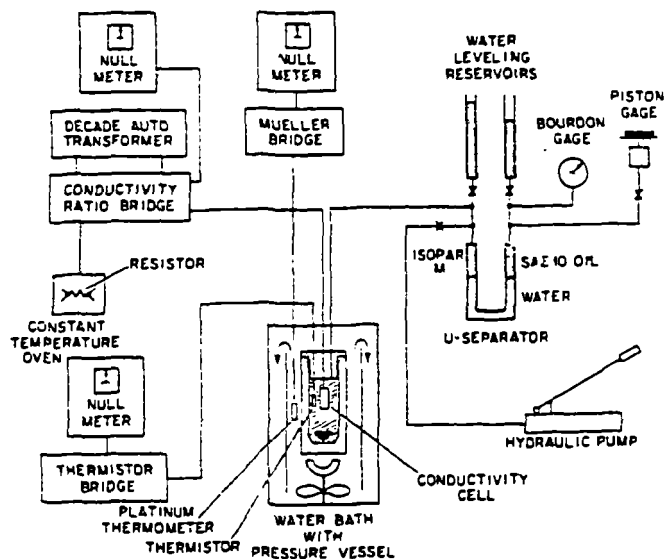 NULL
METER
DECADE AUTO
TRANSFORMER
CONDUCTIVITY
RATIO BRIDGE
RESISTOR
CONSTANT
TEMPERATURE
OVEN
NULL
METER
THERMISTOR
BRIDGE
NULL
METER
MUELLER
BRIDGE
WATER
LEVELING
RESERVOIRS
BOURDON
GAGE
PISTON
GAGE
ISOPAR
M
SAE 10 OIL
WATER
U-SEPARATOR
HYDRAULIC PUMP
CONDUCTIVITY
CELL
PLATINUM
THERMOMETER
THERMISTOR
WATER BATH
WITH
PRESSURE VESSEL